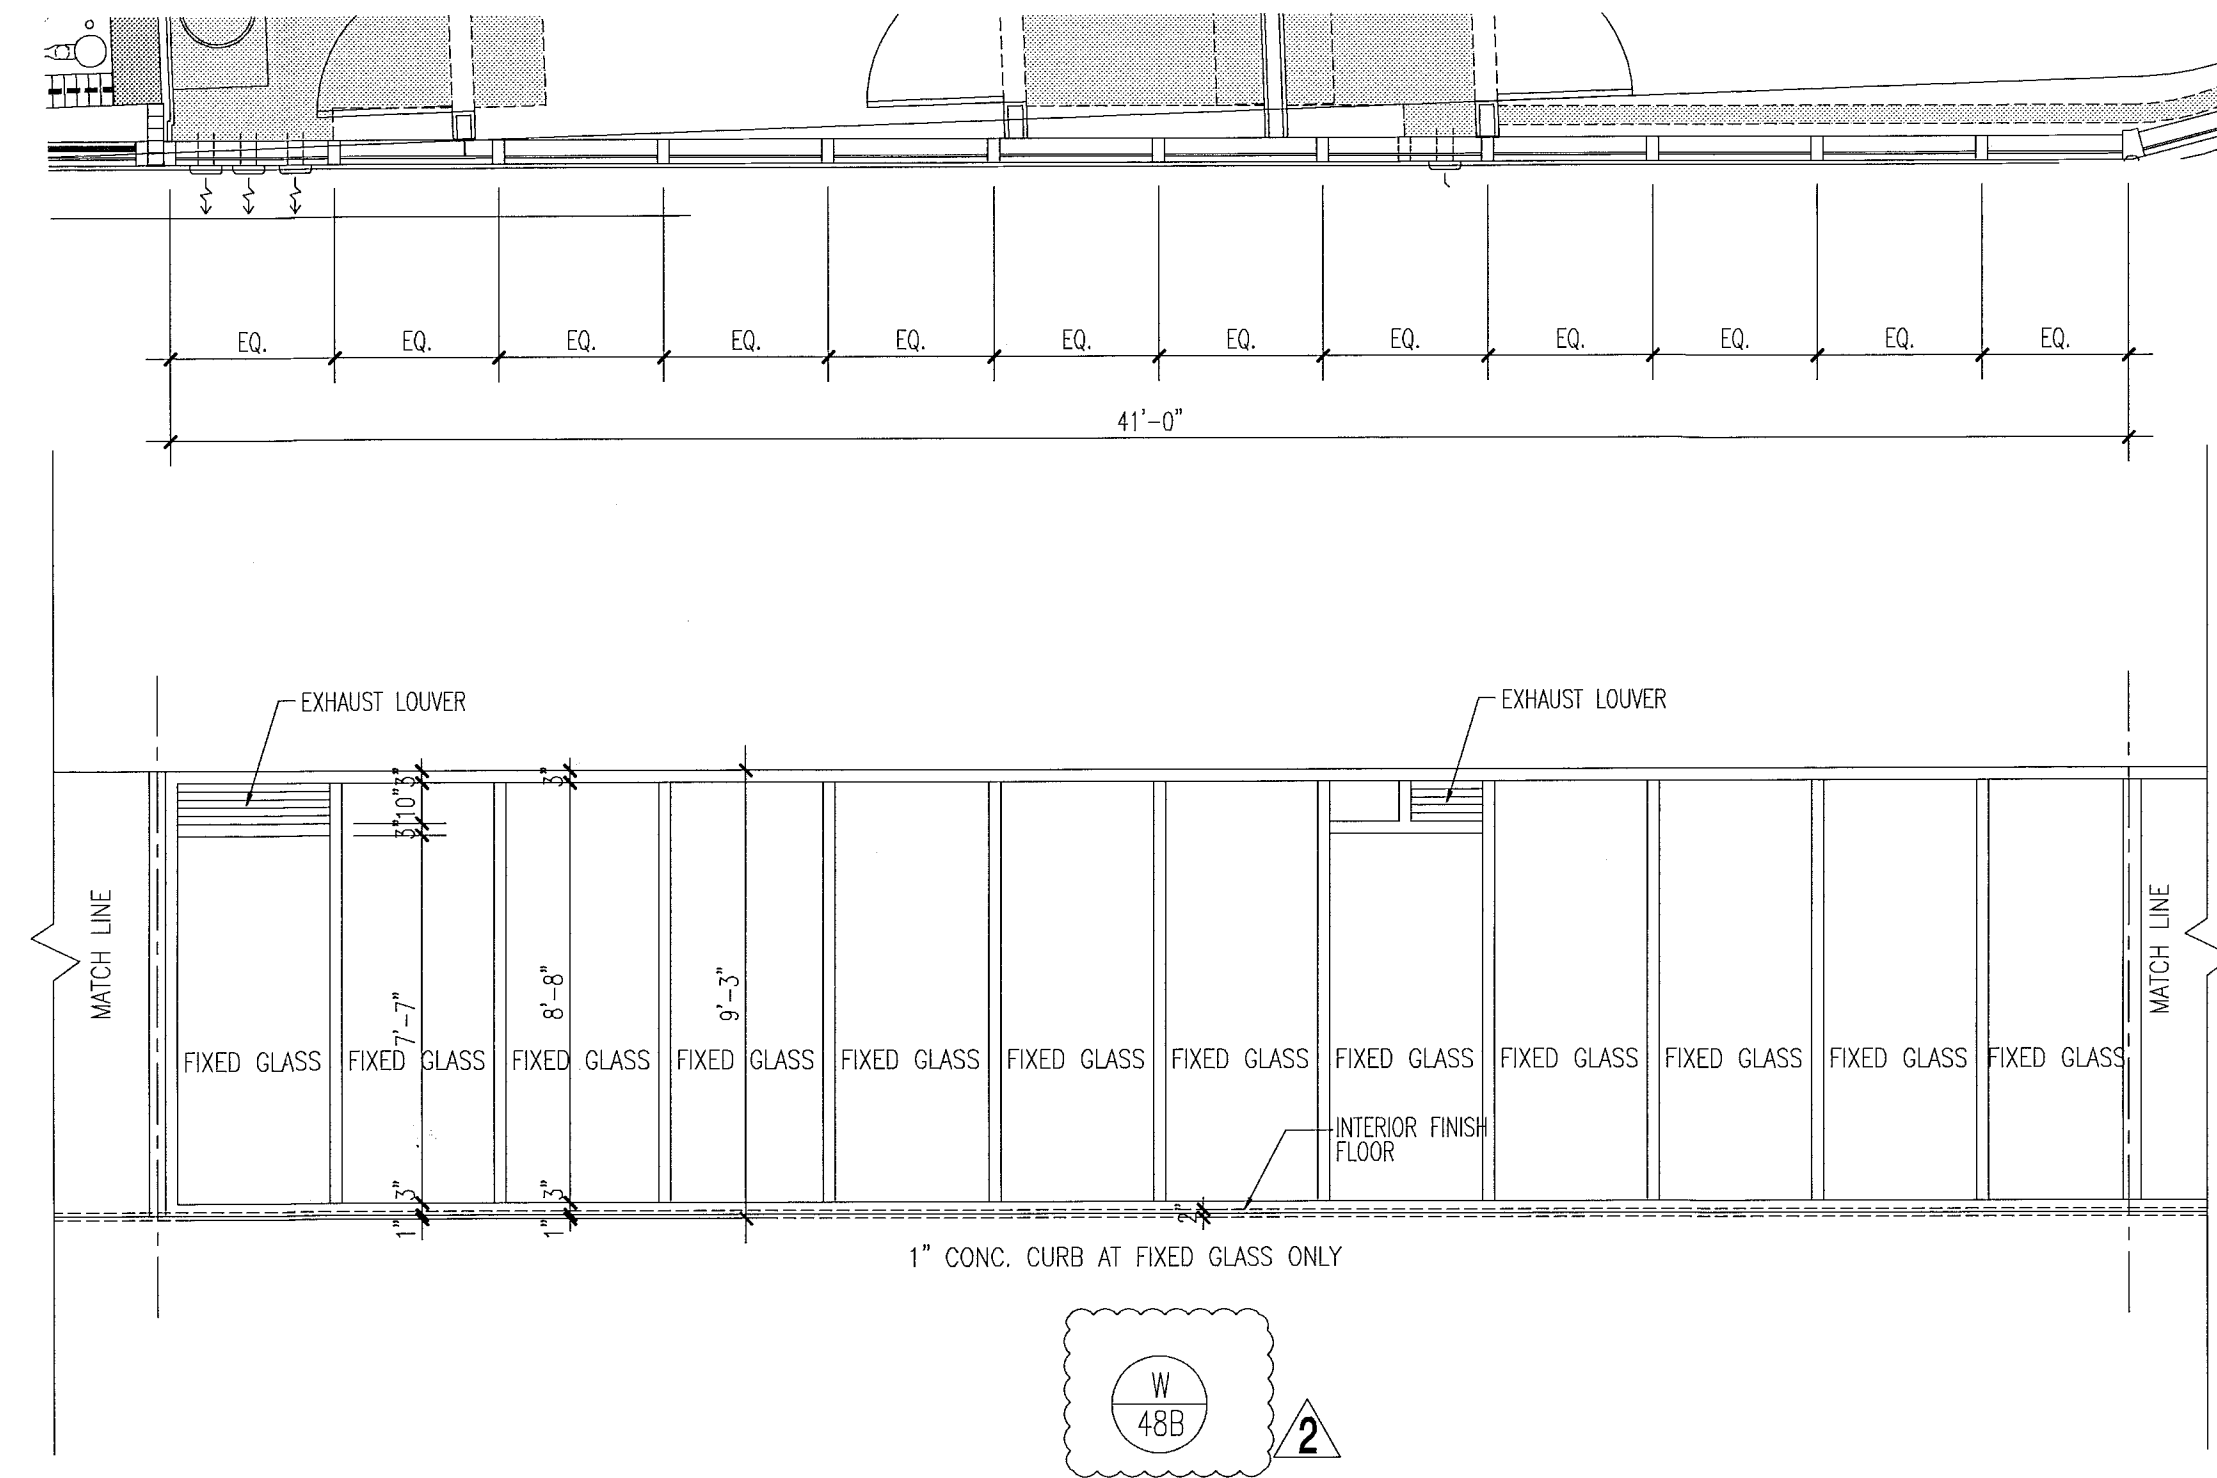 EQ. EQ. EQ. EQ. EQ. EQ. EQ. EQ. EQ. EQ. EQ. EQ.
41'-0"
EXHAUST LOUVER
EXHAUST LOUVER
3"
10"
3"
7'-7"
3"
1"
3"
8'-8"
3"
1"
9'-3"
MATCH LINE
MATCH LINE
FIXED GLASS FIXED GLASS FIXED GLASS FIXED GLASS FIXED GLASS FIXED GLASS FIXED GLASS FIXED GLASS FIXED GLASS FIXED GLASS FIXED GLASS FIXED GLASS
INTERIOR FINISH
FLOOR
2"
1" CONC. CURB AT FIXED GLASS ONLY
W
48B
2